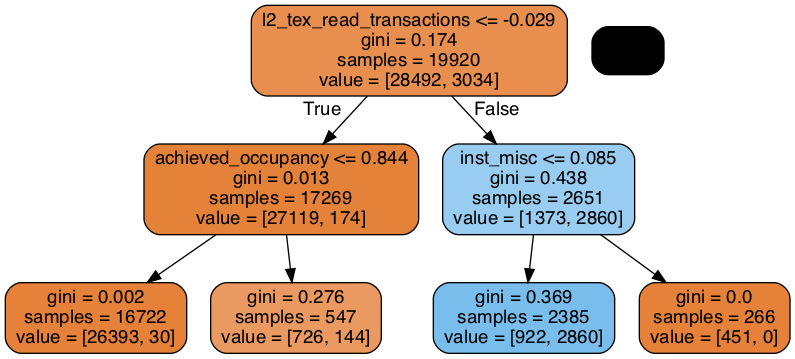 l2_tex_read_transactions <= -0.029
gini = 0.174
samples = 19920
value = [28492, 3034]
True
False
achieved_occupancy <= 0.844
gini = 0.013
samples = 17269
value = [27119, 174]
inst_misc <= 0.085
gini = 0.438
samples = 2651
value = [1373, 2860]
gini = 0.002
samples = 16722
value = [26393, 30]
gini = 0.276
samples = 547
value = [726, 144]
gini = 0.369
samples = 2385
value = [922, 2860]
gini = 0.0
samples = 266
value = [451, 0]